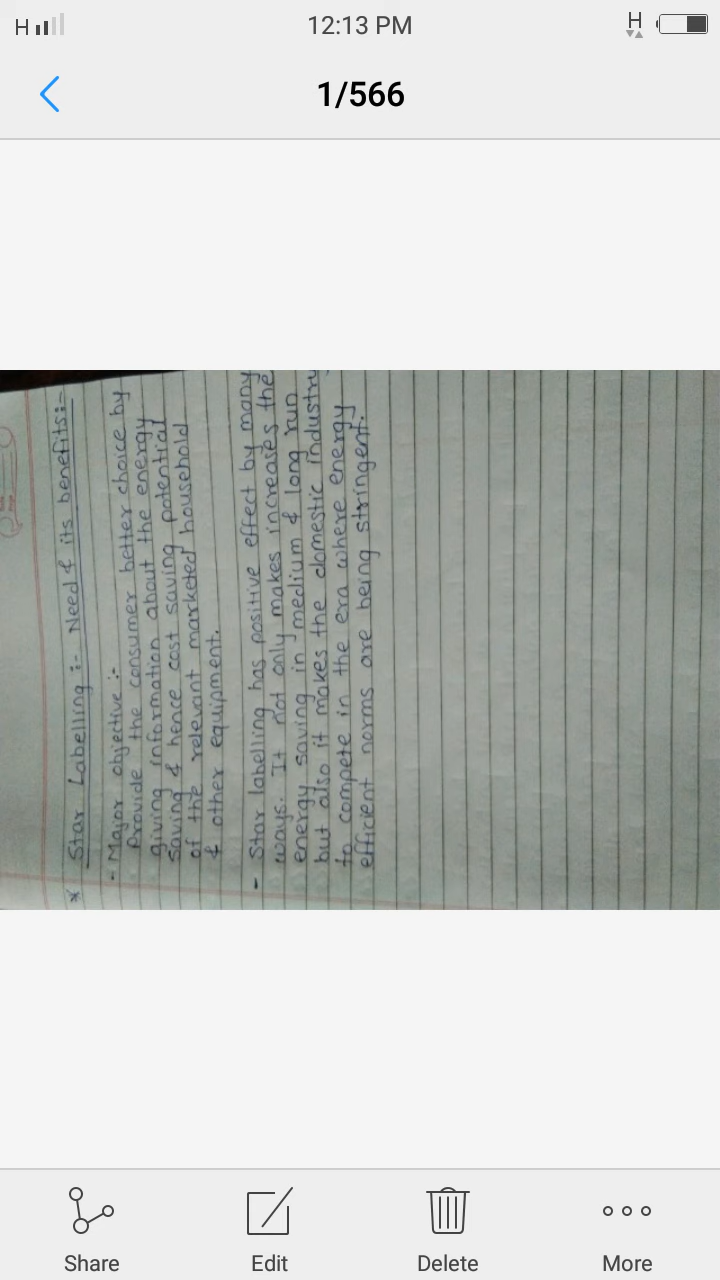 H
12:13 PM
H
1/566
* Star Labelling :- Need & its benefits:-
- Major objective :-
Provide the consumer better choice by
giving information about the energy
saving & hence cost saving potential
of the relevant marketed household
& other equipment.
- Star labelling has positive effect by many
ways. It not only makes increases the
energy saving in medium & long run
but also it makes the domestic industry
to compete in the era where energy
efficient norms are being stringent.
Share
Edit
Delete
More